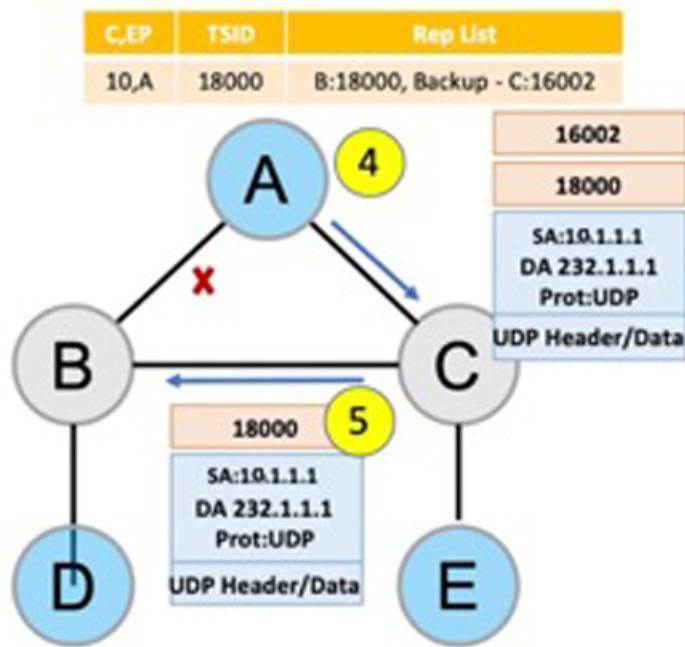 C,EP TSID Rep List
10,A 18000 B:18000, Backup - C:16002
A
4
16002
18000
SA:10.1.1.1
DA 232.1.1.1
Prot:UDP
UDP Header/Data
B
C
18000
5
SA:10.1.1.1
DA 232.1.1.1
Prot:UDP
UDP Header/Data
D
E